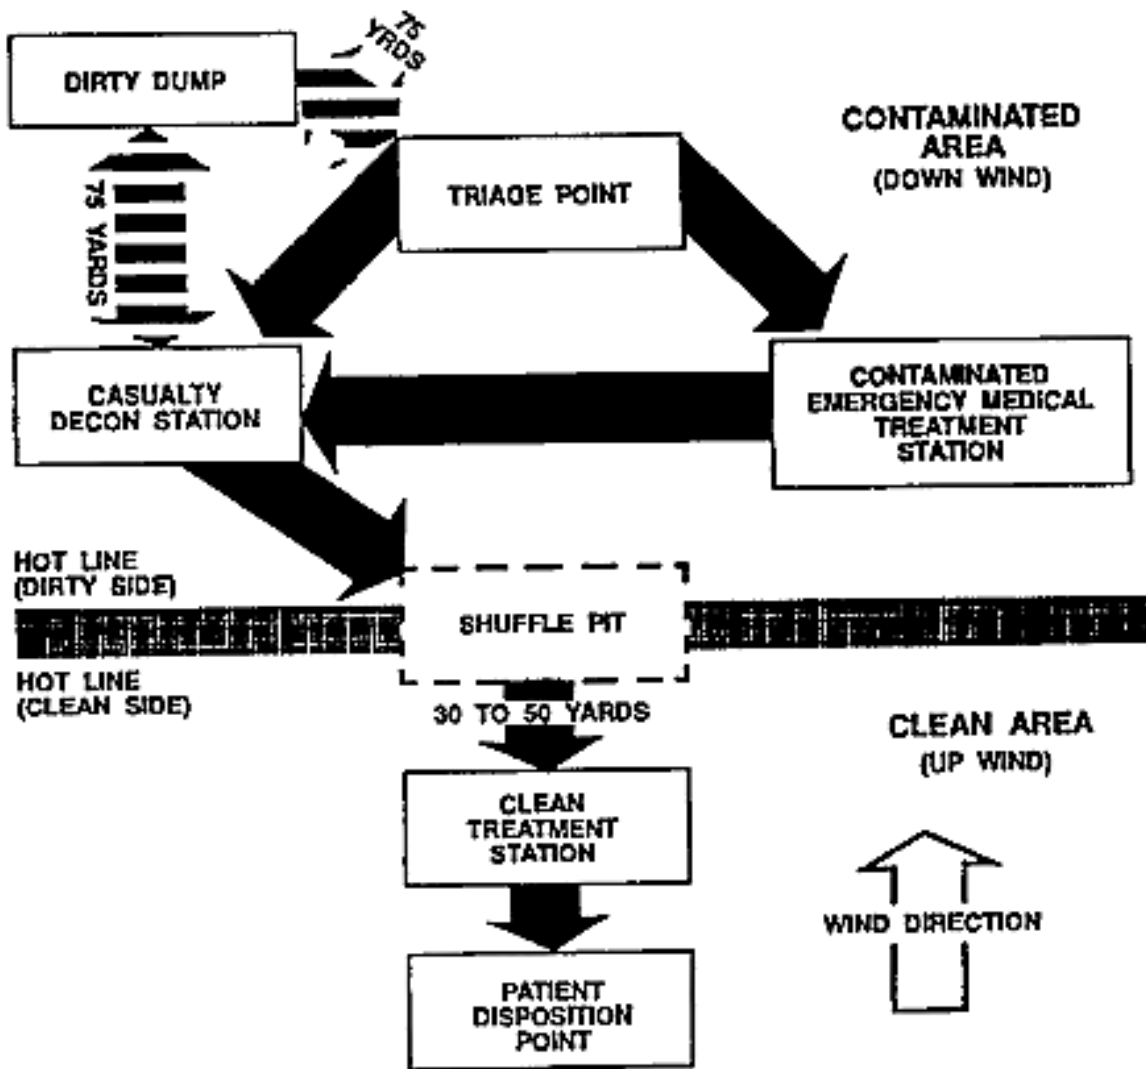 75
YRDS
DIRTY DUMP
CONTAMINATED
AREA
(DOWN WIND)
TRIAGE POINT
75 YARDS
CASUALTY
DECON STATION
CONTAMINATED
EMERGENCY MEDICAL
TREATMENT
STATION
HOT LINE
(DIRTY SIDE)
SHUFFLE PIT
HOT LINE
(CLEAN SIDE)
30 TO 50 YARDS
CLEAN AREA
(UP WIND)
CLEAN
TREATMENT
STATION
WIND DIRECTION
PATIENT
DISPOSITION
POINT